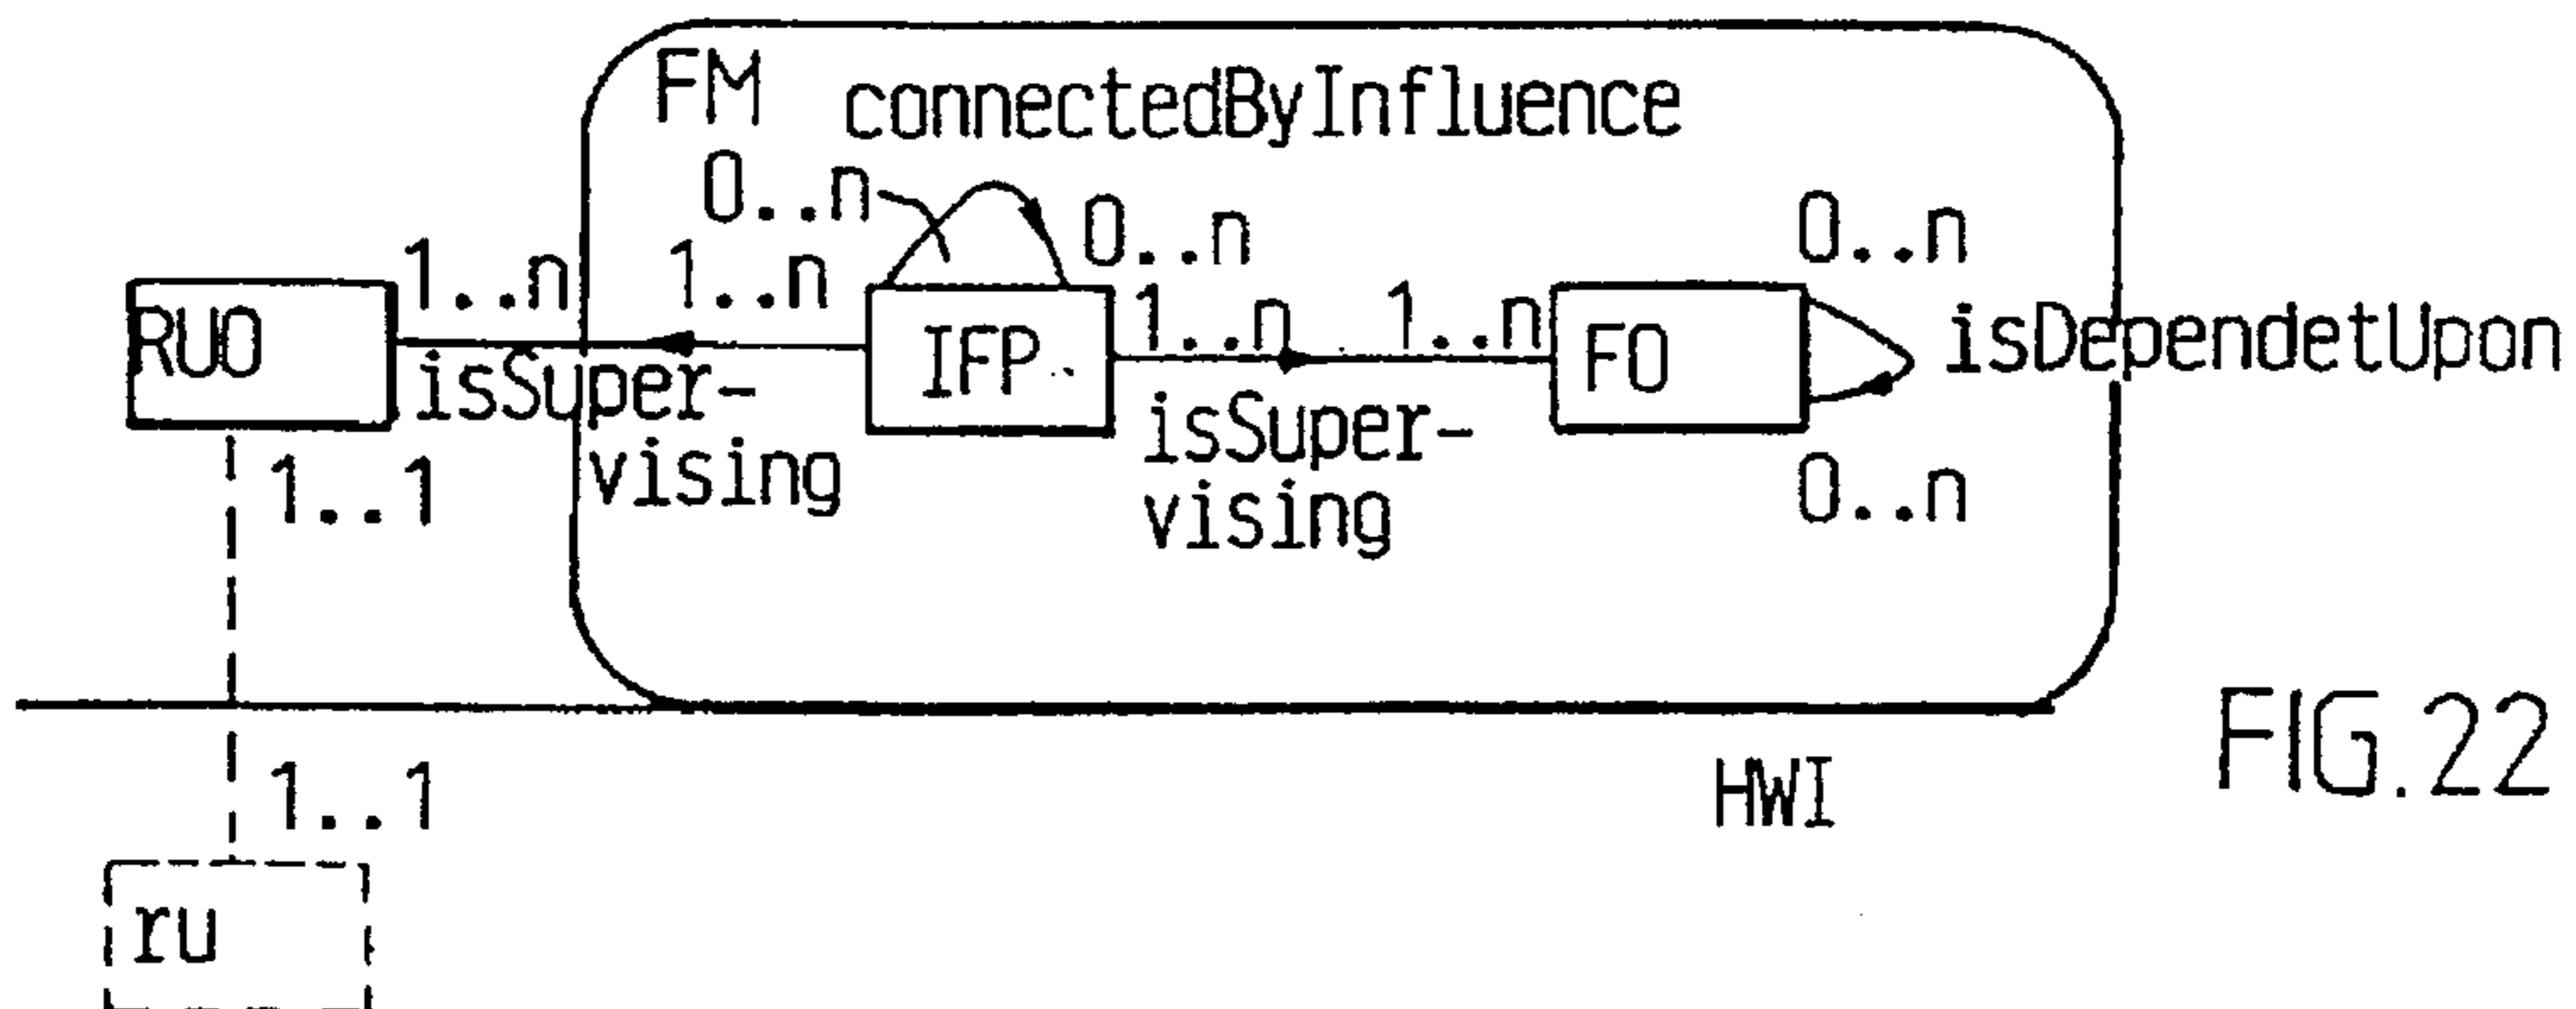 FM
connectedByInfluence
0..n
1..n
1..n
0..n
0..n
RUO
IFP
1..n
1..n
FO
isDependetUpon
isSuper-
vising
isSuper-
vising
1..1
0..n
HWI
FIG.22
1..1
ru